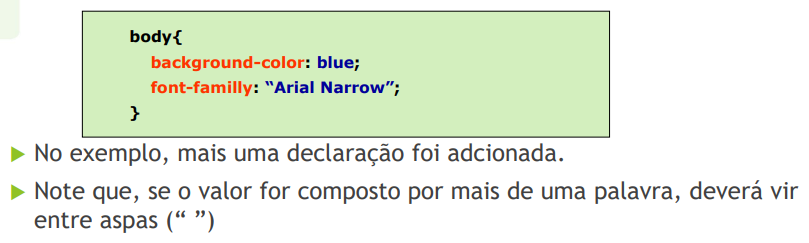 body{
background-color: blue;
font-familly: “Arial Narrow”;
}
No exemplo, mais uma declaração foi adcionada.
Note que, se o valor for composto por mais de uma palavra, deverá vir
entre aspas (“ ”)